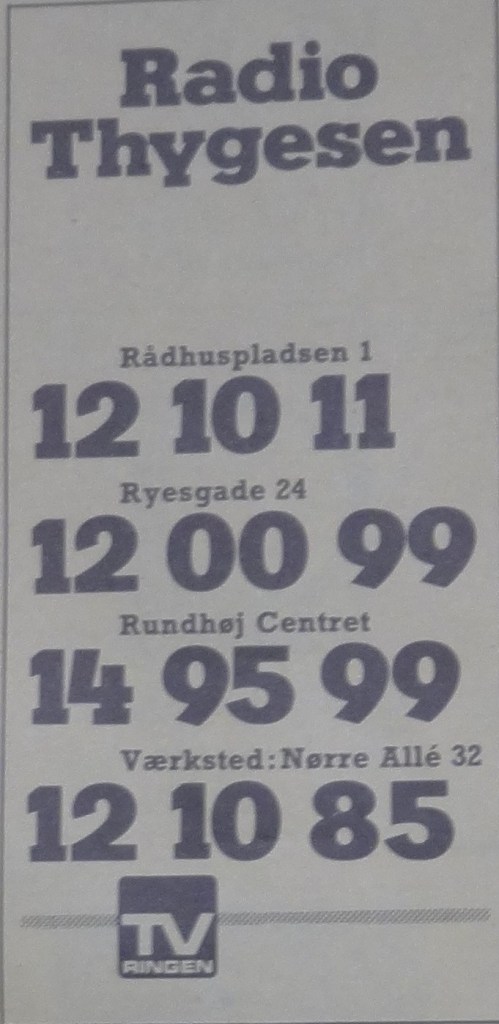 Radio
Thygesen
Rådhuspladsen 1
12 10 11
Ryesgade 24
12 00 99
Rundhøj Centret
14 95 99
Værksted: Nørre Allé 32
12 10 85
TV
RINGEN